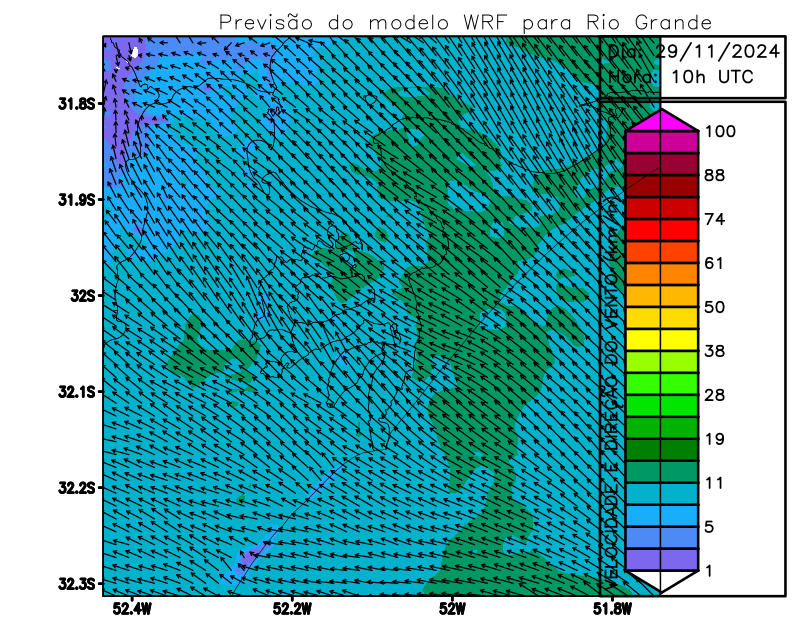 Previsão do modelo WRF para Rio Grande
Dia: 29/11/2024
Hora: 10h UTC
VELOCIDADE E DIREÇÃO DO VENTO (km/h)
100
88
74
61
50
38
28
19
11
5
1
31.8S
31.9S
32S
32.1S
32.2S
32.3S
52.4W 52.2W 52W 51.8W